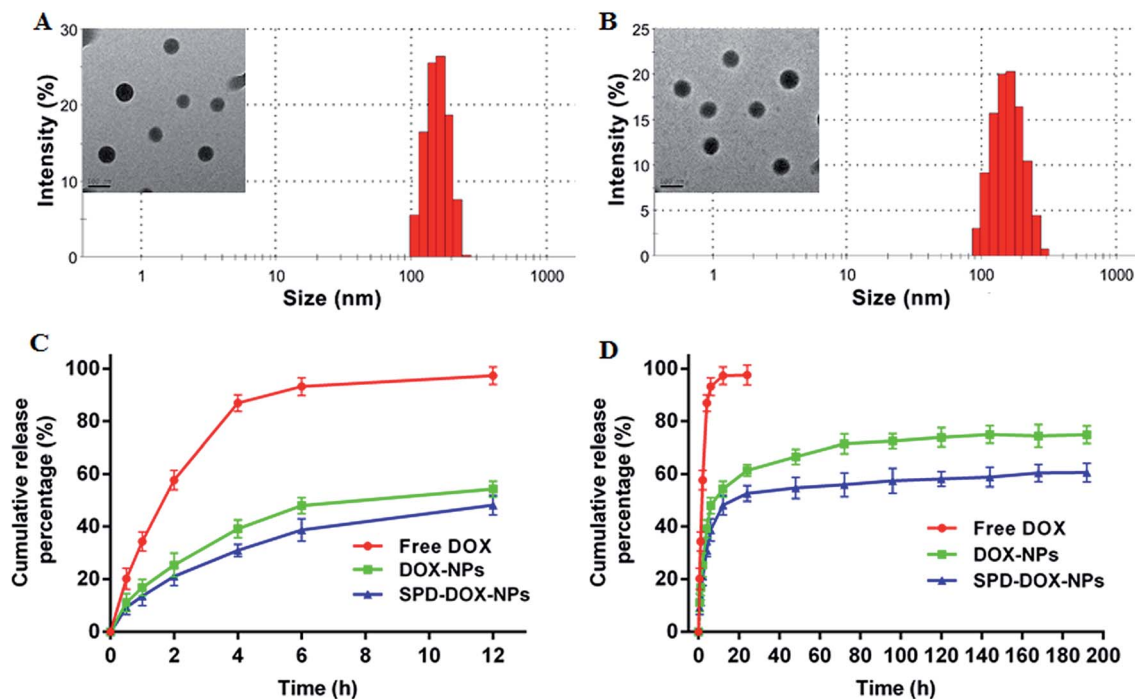 A
Intensity (%)
30
20
10
0
1
10
100
1000
Size (nm)
B
Intensity (%)
25
20
15
10
5
0
1
10
100
1000
Size (nm)
C
Cumulative release
percentage (%)
100
80
60
40
20
0
Free DOX
DOX-NPs
SPD-DOX-NPs
0 2 4 6 8 10 12
Time (h)
D
Cumulative release
percentage (%)
100
80
60
40
20
0
Free DOX
DOX-NPs
SPD-DOX-NPs
0 20 40 60 80 100 120 140 160 180 200
Time (h)